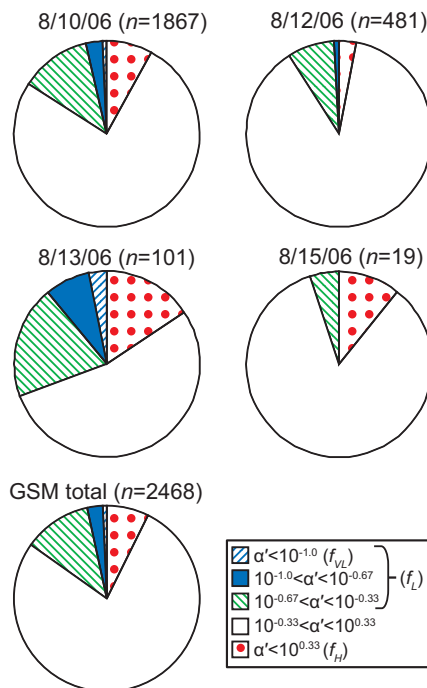 8/10/06 (n=1867)
8/12/06 (n=481)
8/13/06 (n=101)
8/15/06 (n=19)
GSM total (n=2468)
α′<10^-1.0 (f_VL)
10^-1.0<α′<10^-0.67
10^-0.67<α′<10^-0.33
(f_L)
10^-0.33<α′<10^0.33
α′<10^0.33 (f_H)